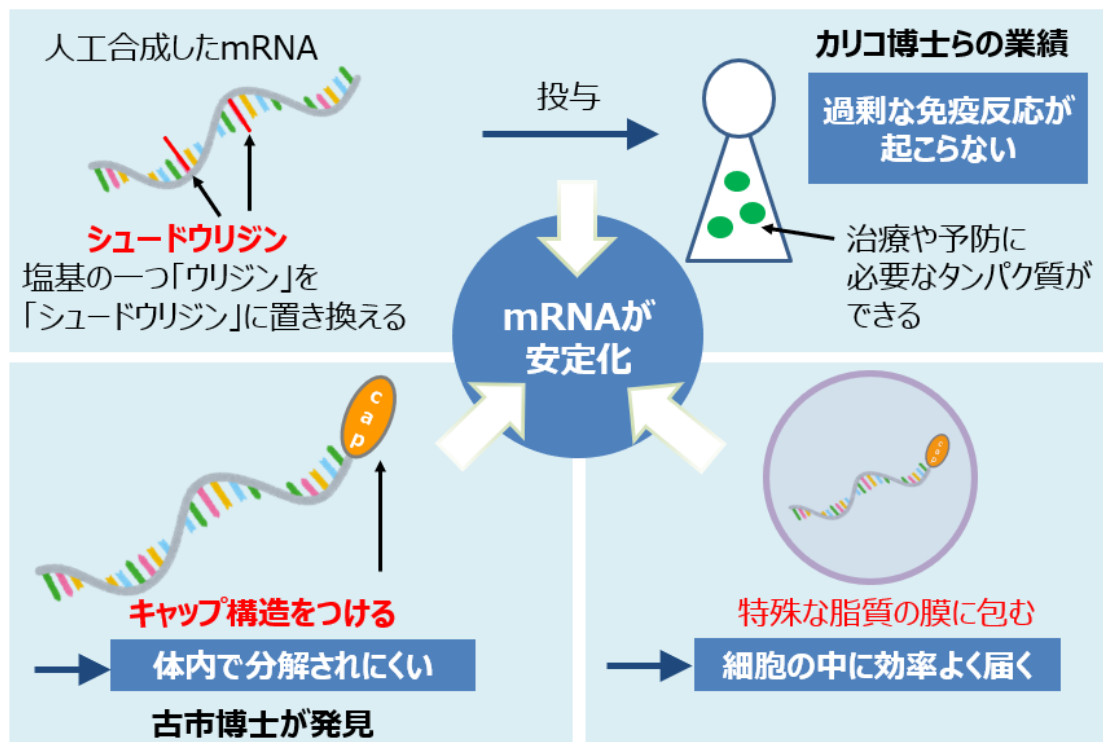 人工合成したmRNA
シュードウリジン
塩基の一つ「ウリジン」を
「シュードウリジン」に置き換える
投与
カリコ博士らの業績
過剰な免疫反応が
起こらない
治療や予防に
必要なタンパク質が
できる
mRNAが
安定化
cap
キャップ構造をつける
体内で分解されにくい
古市博士が発見
cap
特殊な脂質の膜に包む
細胞の中に効率よく届く